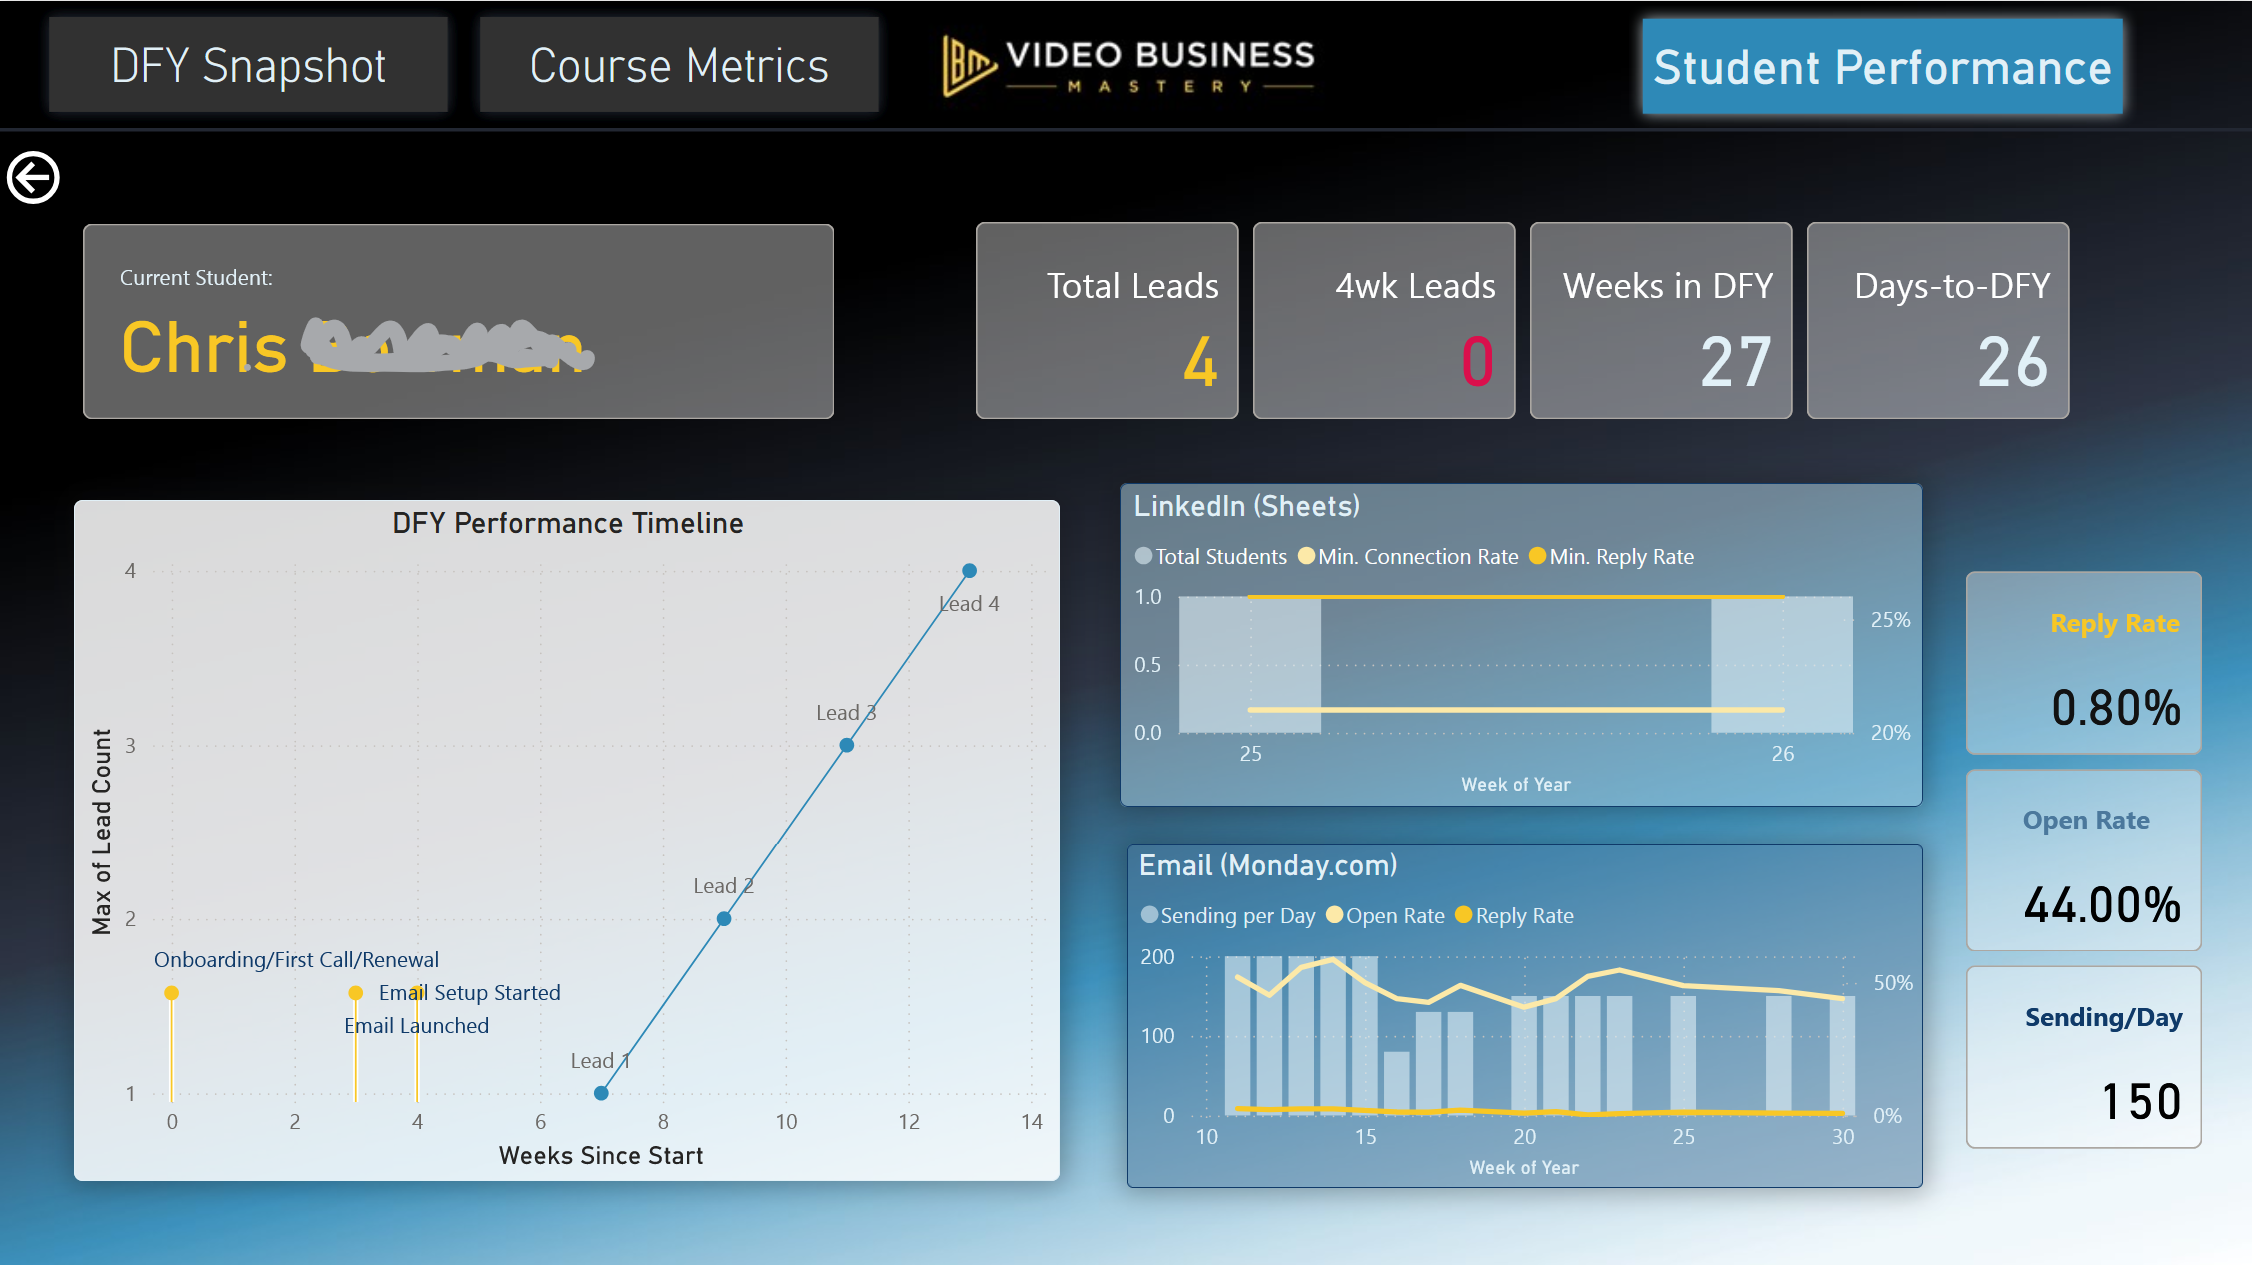 DFY Snapshot
Course Metrics
VIDEO BUSINESS
MASTERY
Student Performance
Current Student:
Chris
Total Leads
4
4wk Leads
0
Weeks in DFY
27
Days-to-DFY
26
DFY Performance Timeline
Max of Lead Count
4
3
2
1
Lead 4
Lead 3
Lead 2
Lead 1
Onboarding/First Call/Renewal
Email Setup Started
Email Launched
0 2 4 6 8 10 12 14
Weeks Since Start
LinkedIn (Sheets)
Total Students Min. Connection Rate Min. Reply Rate
1.0
0.5
0.0
25%
20%
25 26
Week of Year
Email (Monday.com)
Sending per Day Open Rate Reply Rate
200
100
0
50%
0%
10 15 20 25 30
Week of Year
Reply Rate
0.80%
Open Rate
44.00%
Sending/Day
150